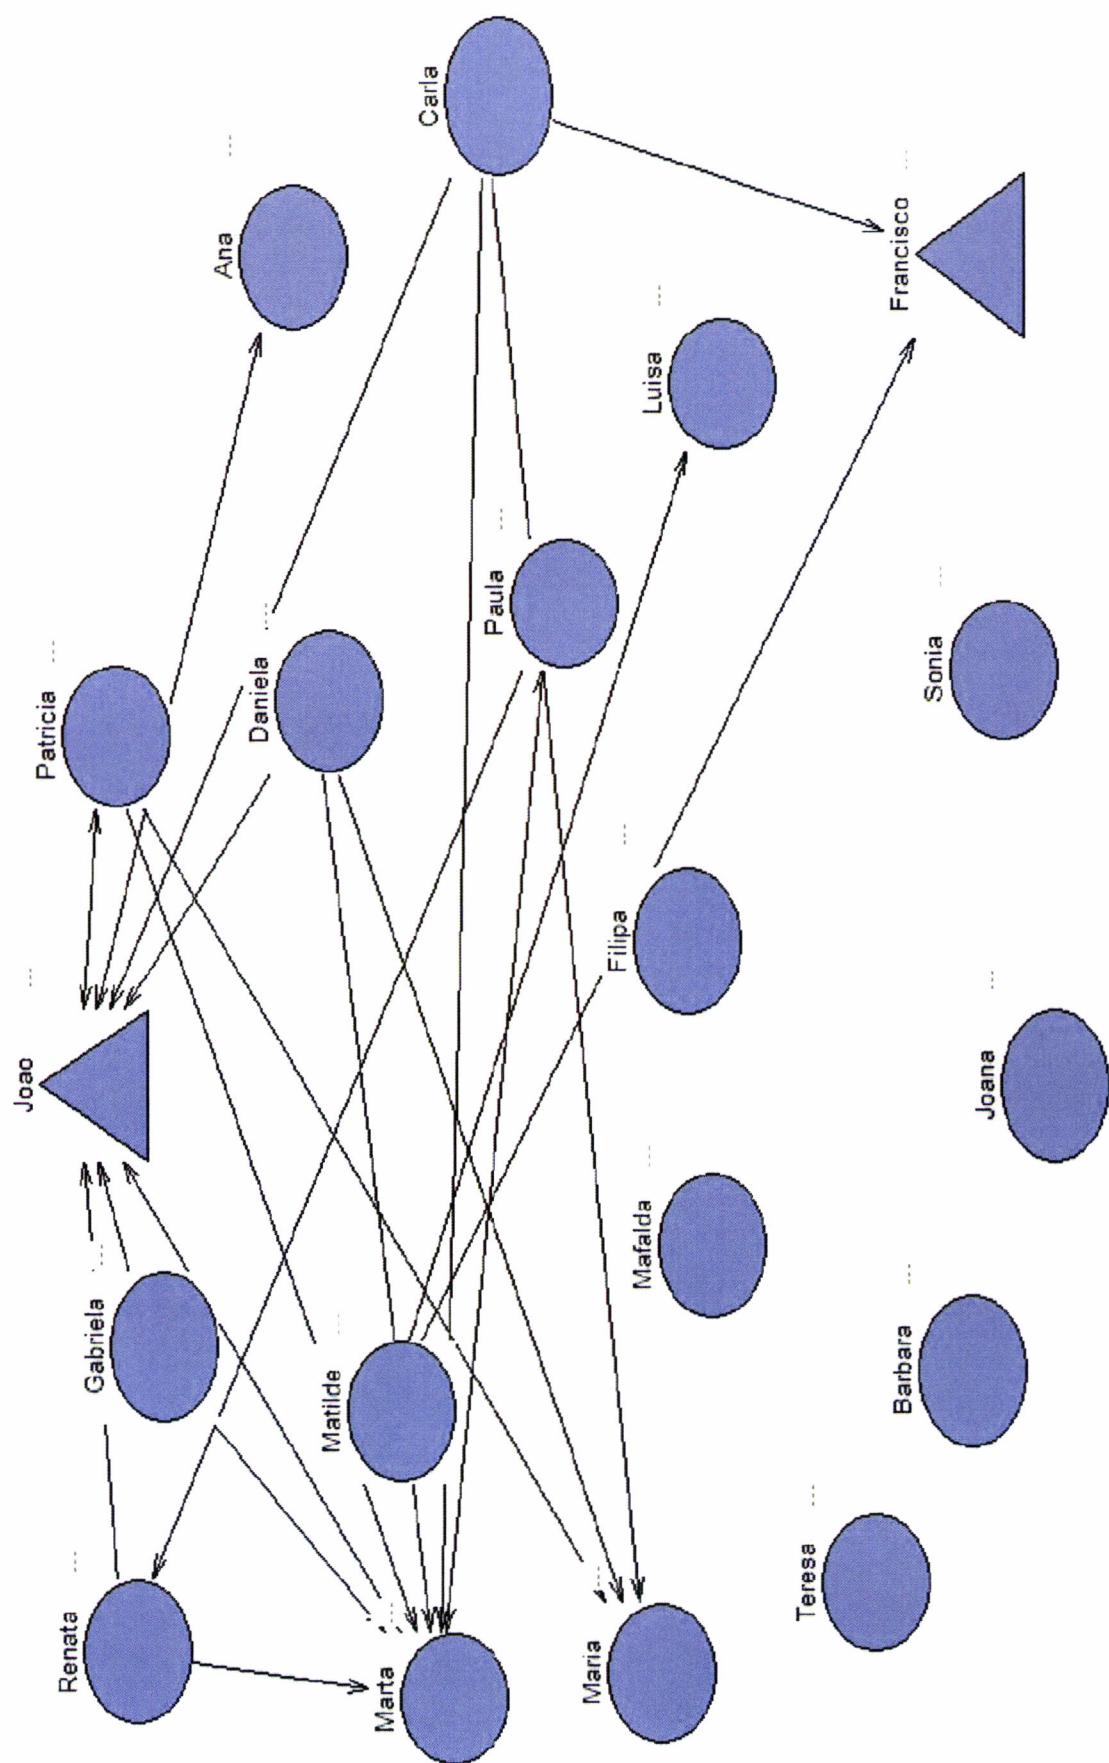 Joao
Patricia
Ana
Carla
Gabriela
Renata
Daniela
Matilde
Marta
Paula
Luisa
Filipa
Maria
Mafalda
Francisco
Teresa
Barbara
Sonia
Joana